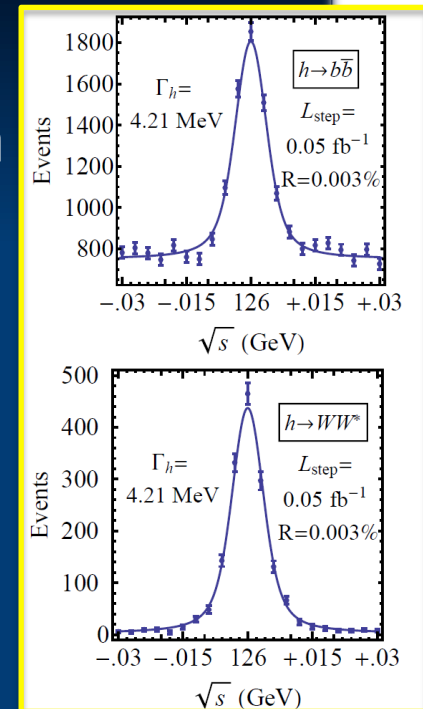 1800
1600
1400
1200
1000
800
Events
Γh=
4.21 MeV
h→bb̅
Lstep=
0.05 fb⁻¹
R=0.003%
−.03 −.015 126 +.015 +.03
√s (GeV)
500
400
300
200
100
0
Events
Γh=
4.21 MeV
h→WW*
Lstep=
0.05 fb⁻¹
R=0.003%
−.03 −.015 126 +.015 +.03
√s (GeV)